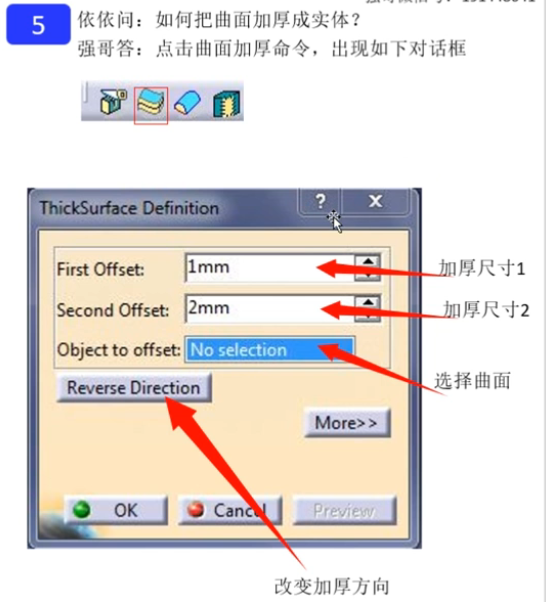 5
依依问：如何把曲面加厚成实体？
强哥答：点击曲面加厚命令，出现如下对话框
ThickSurface Definition
First Offset: 1mm
加厚尺寸1
Second Offset: 2mm
加厚尺寸2
Object to offset: No selection
选择曲面
Reverse Direction
More>>
OK
Cancel
Preview
改变加厚方向